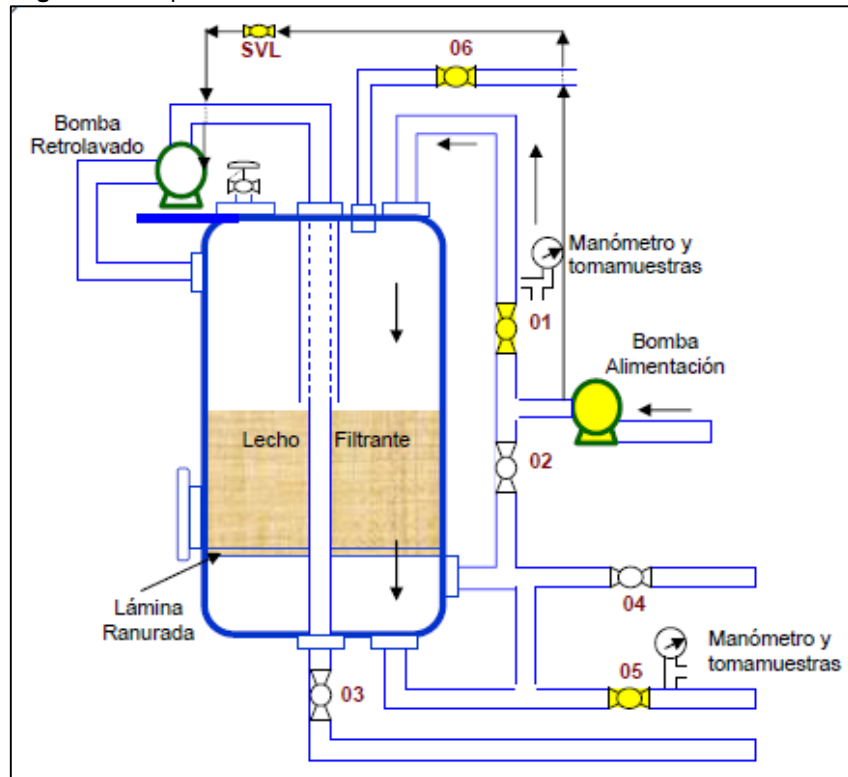 SVL
06
Bomba
Retrolavado
Manómetro y
tomamuestras
01
Bomba
Alimentación
Lecho Filtrante
02
Lámina
Ranurada
04
Manómetro y
tomamuestras
03
05